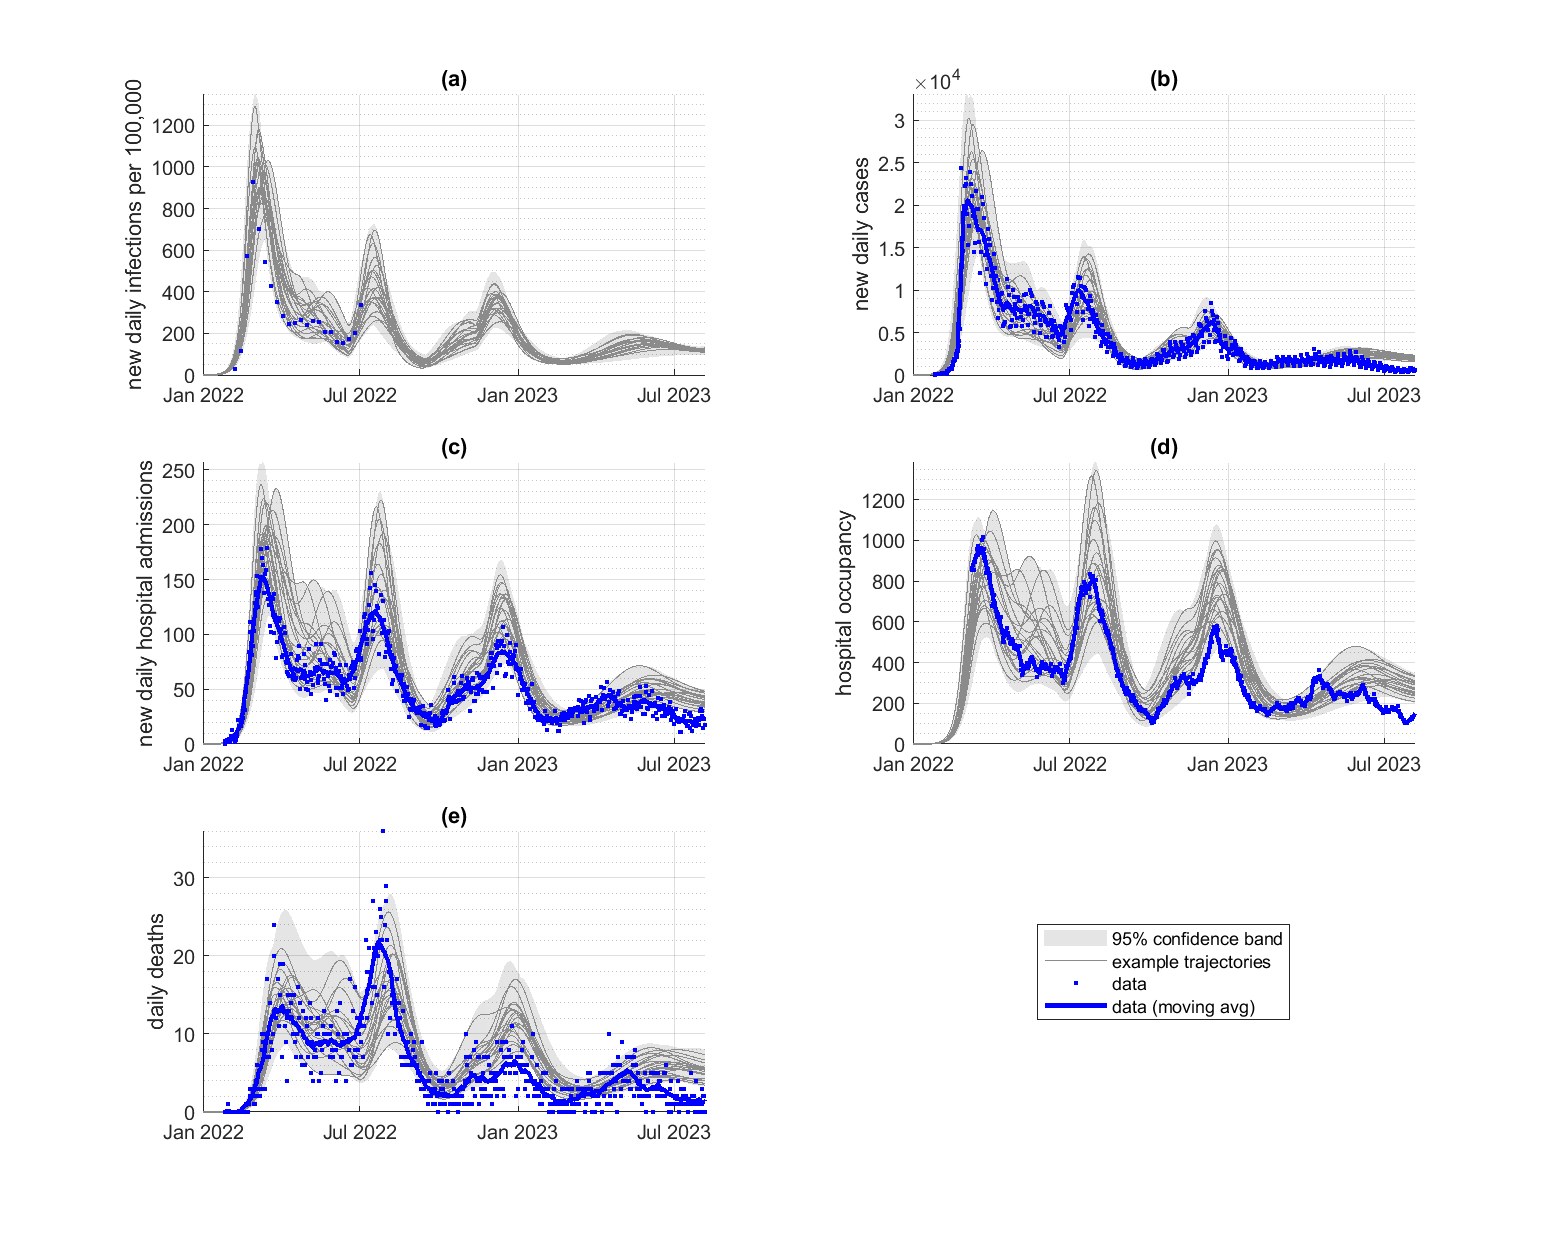 (a)
new daily infections per 100,000
1200
1000
800
600
400
200
0
Jan 2022 Jul 2022 Jan 2023 Jul 2023
(b)
×10^4
new daily cases
3
2.5
2
1.5
1
0.5
0
Jan 2022 Jul 2022 Jan 2023 Jul 2023
(c)
new daily hospital admissions
250
200
150
100
50
0
Jan 2022 Jul 2022 Jan 2023 Jul 2023
(d)
hospital occupancy
1200
1000
800
600
400
200
0
Jan 2022 Jul 2022 Jan 2023 Jul 2023
(e)
daily deaths
30
20
10
0
Jan 2022 Jul 2022 Jan 2023 Jul 2023
95% confidence band
example trajectories
data
data (moving avg)